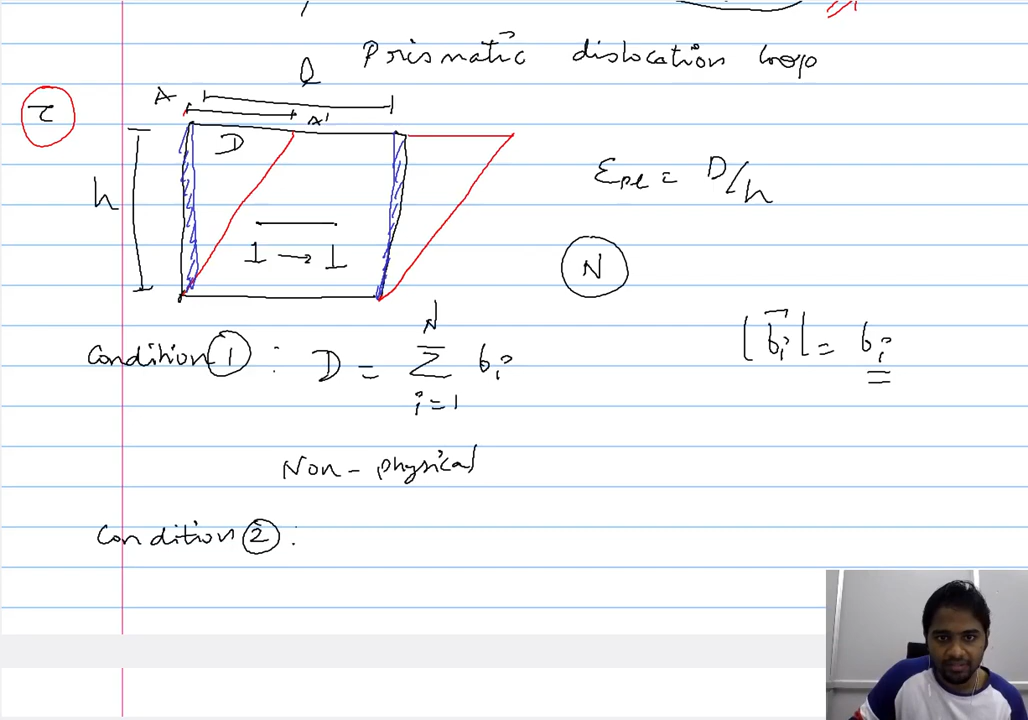 Prismatic dislocation loop
τ
A
l
A'
D
h
⊥ → ⊥
ε_pl = D/h
N
Condition ① : D = Σ_{i=1}^{N} b_i
|b⃗_i| = b_i
Non-physical
Condition ② :